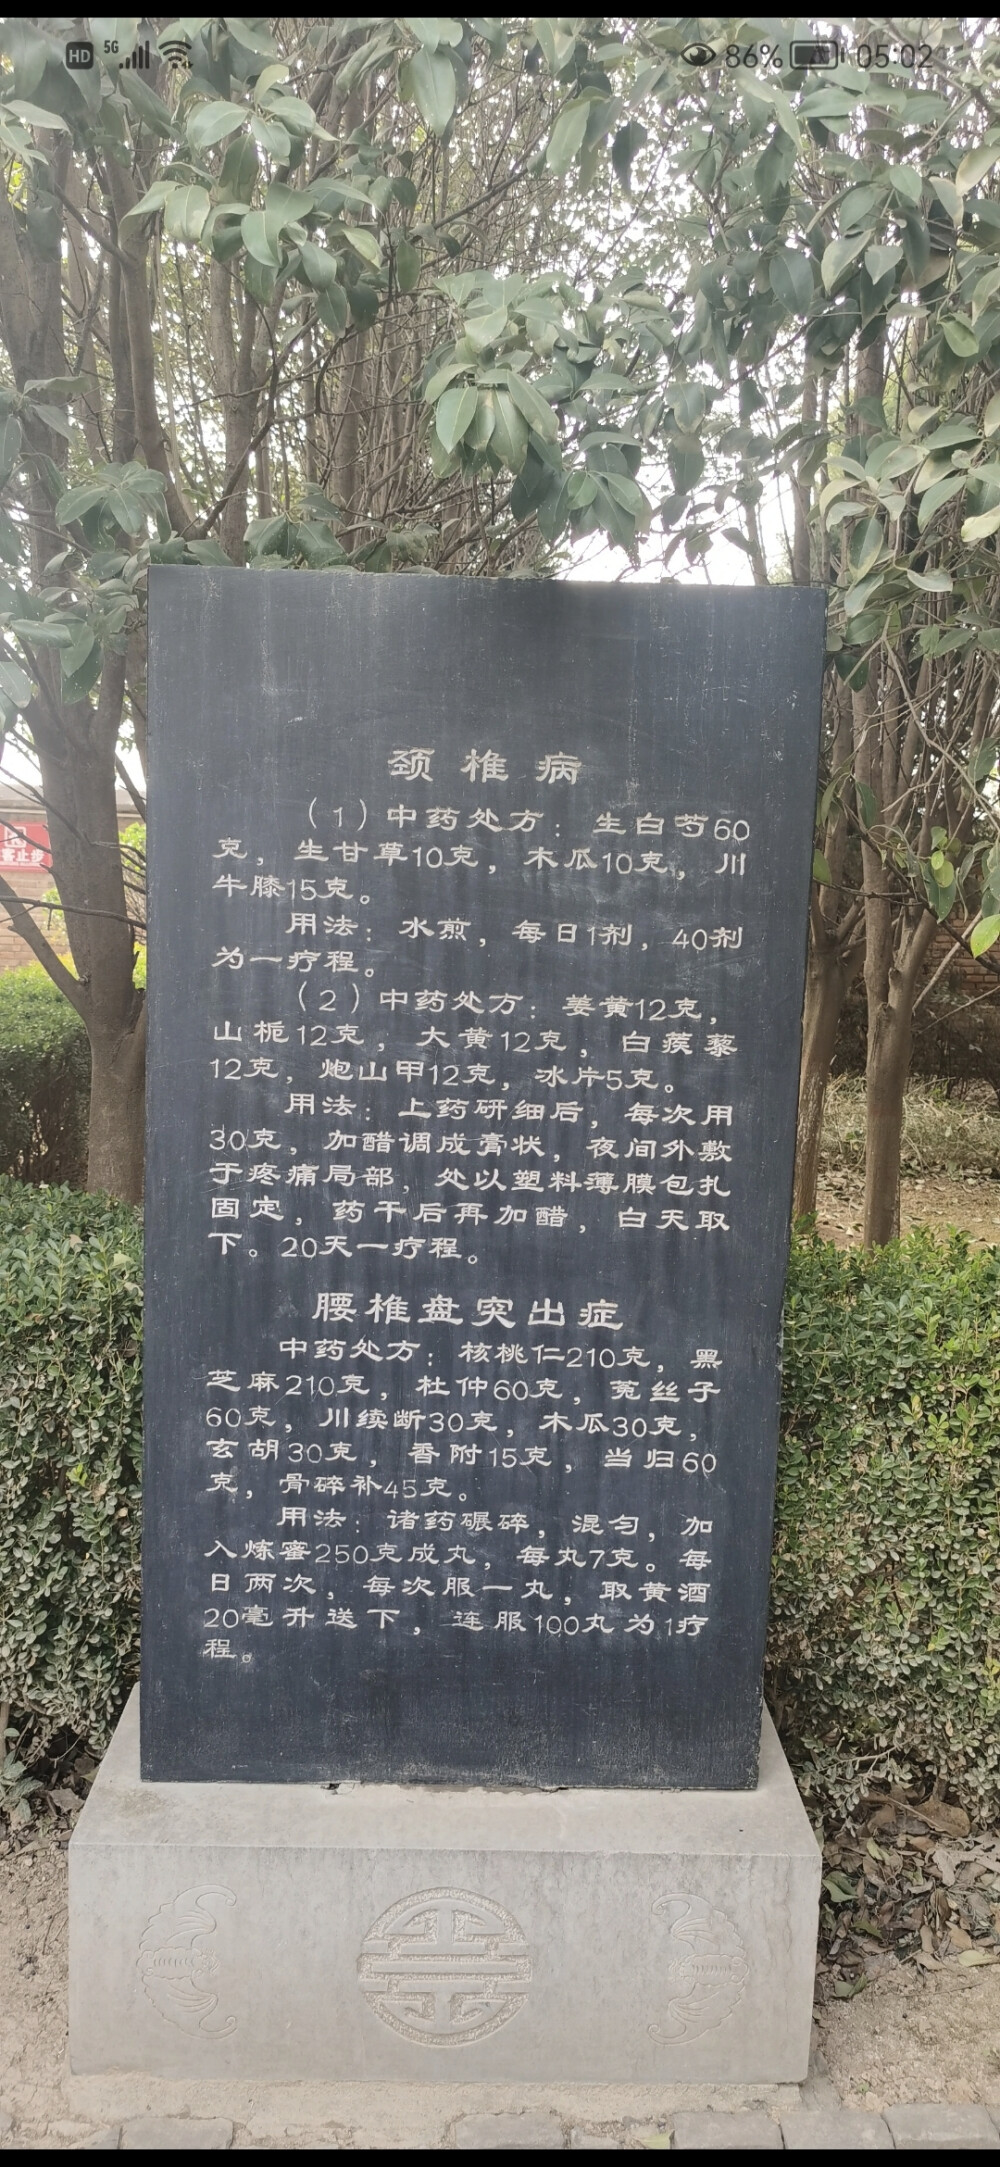 HD 5G 86% 05:02
颈椎病
（1）中药处方：生白芍60
克，生甘草10克，木瓜10克，川
牛膝15克。
用法：水煎，每日1剂，40剂
为一疗程。
（2）中药处方：姜黄12克，
山栀12克，大黄12克，白蒺藜
12克，炮山甲12克，冰片5克。
用法：上药研细后，每次用
30克，加醋调成膏状，夜间外敷
于疼痛局部，处以塑料薄膜包扎
固定，药干后再加醋，白天取
下。20天一疗程。
腰椎盘突出症
中药处方：核桃仁210克，黑
芝麻210克，杜仲60克，菟丝子
60克，川续断30克，木瓜30克，
玄胡30克，香附15克，当归60
克，骨碎补45克。
用法：诸药碾碎，混匀，加
入炼蜜250克成丸，每丸7克。每
日两次，每次服一丸，取黄酒
20毫升送下，连服100丸为1疗
程。
止步